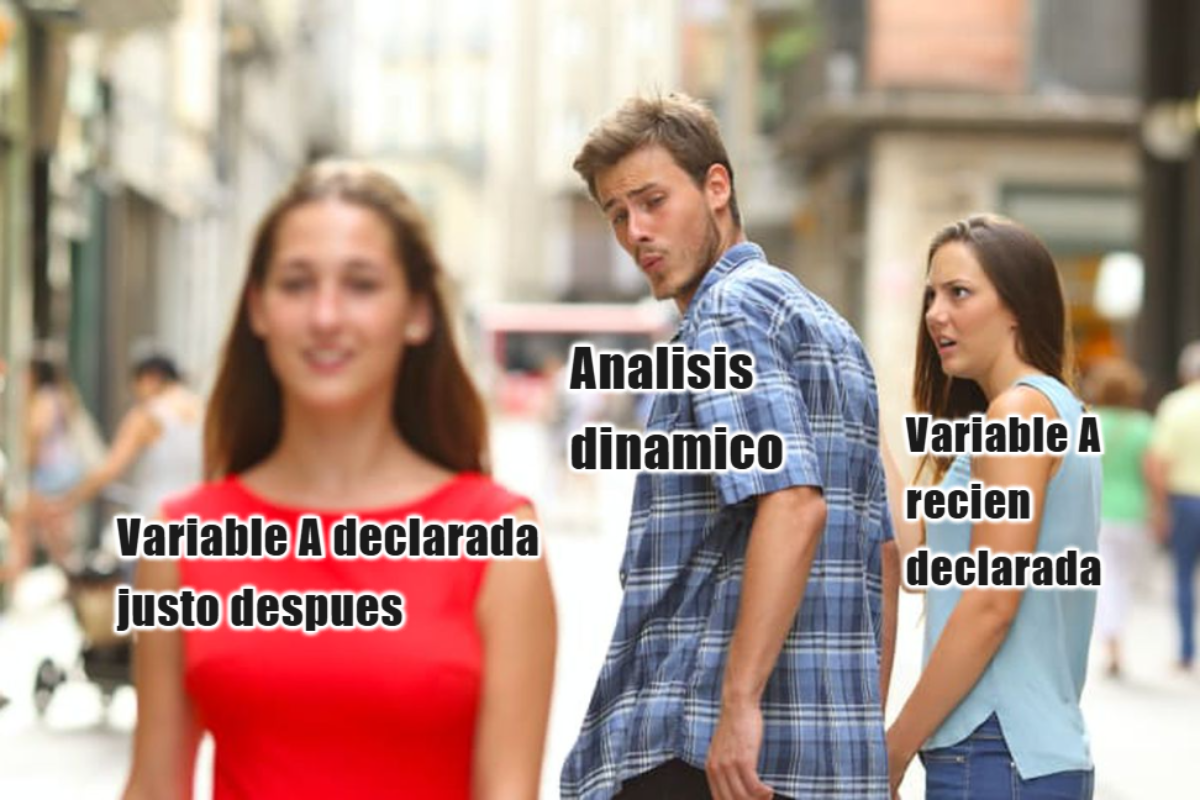 Variable A declarada
justo despues
Analisis
dinamico
Variable A
recien
declarada